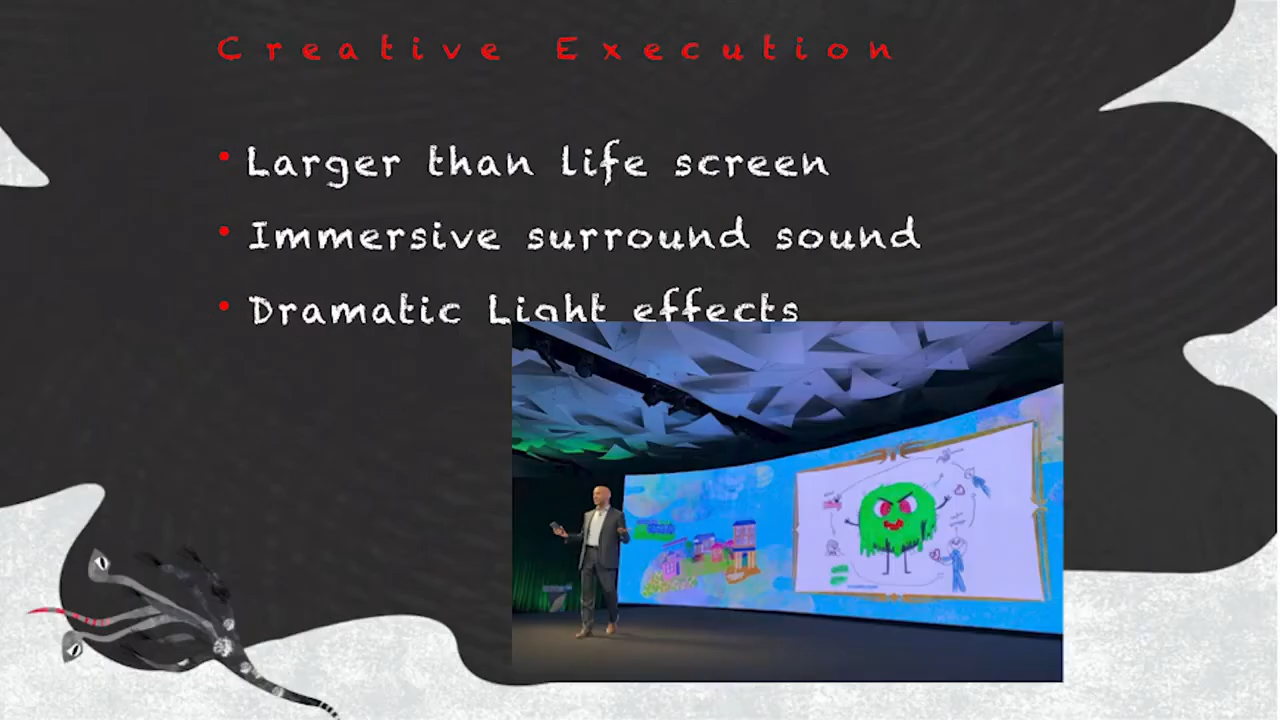 Creative Execution
Larger than life screen
Immersive surround sound
Dramatic Light effects